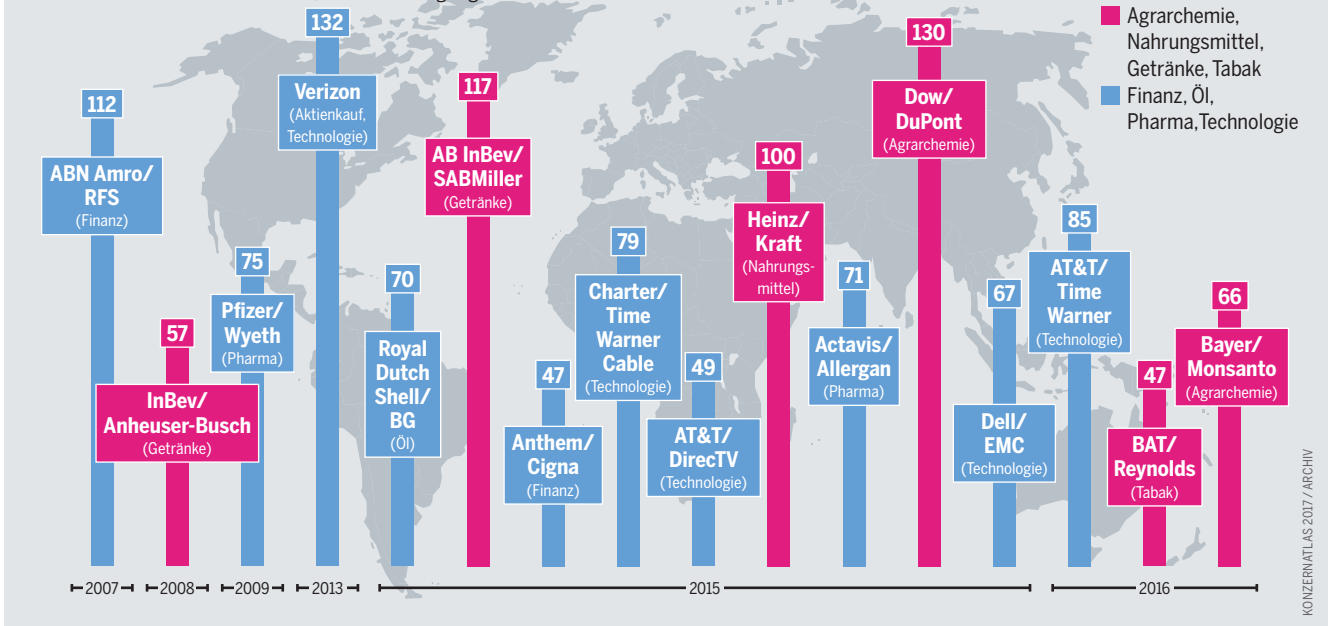 132
Verizon
(Aktienkauf,
Technologie)
112
ABN Amro/
RFS
(Finanz)
57
InBev/
Anheuser-Busch
(Getränke)
75
Pfizer/
Wyeth
(Pharma)
70
Royal
Dutch
Shell/
BG
(Öl)
117
AB InBev/
SABMiller
(Getränke)
47
Anthem/
Cigna
(Finanz)
79
Charter/
Time
Warner
Cable
(Technologie)
49
AT&T/
DirecTV
(Technologie)
100
Heinz/
Kraft
(Nahrungs-
mittel)
71
Actavis/
Allergan
(Pharma)
130
Dow/
DuPont
(Agrarchemie)
67
Dell/
EMC
(Technologie)
85
AT&T/
Time
Warner
(Technologie)
47
BAT/
Reynolds
(Tabak)
66
Bayer/
Monsanto
(Agrarchemie)
Agrarchemie,
Nahrungsmittel,
Getränke, Tabak
Finanz, Öl,
Pharma,Technologie
2007
2008
2009
2013
2015
2016
KONZERNATLAS 2017 / ARCHIV